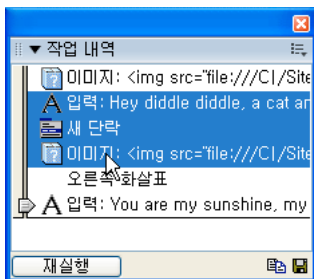 ▼ 작업 내역
이미지: <img src="file:///C|/Site
입력: Hey diddle diddle, a cat an
새 단락
이미지: <img src="file:///C|/Site
오른쪽 화살표
입력: You are my sunshine, my
재실행